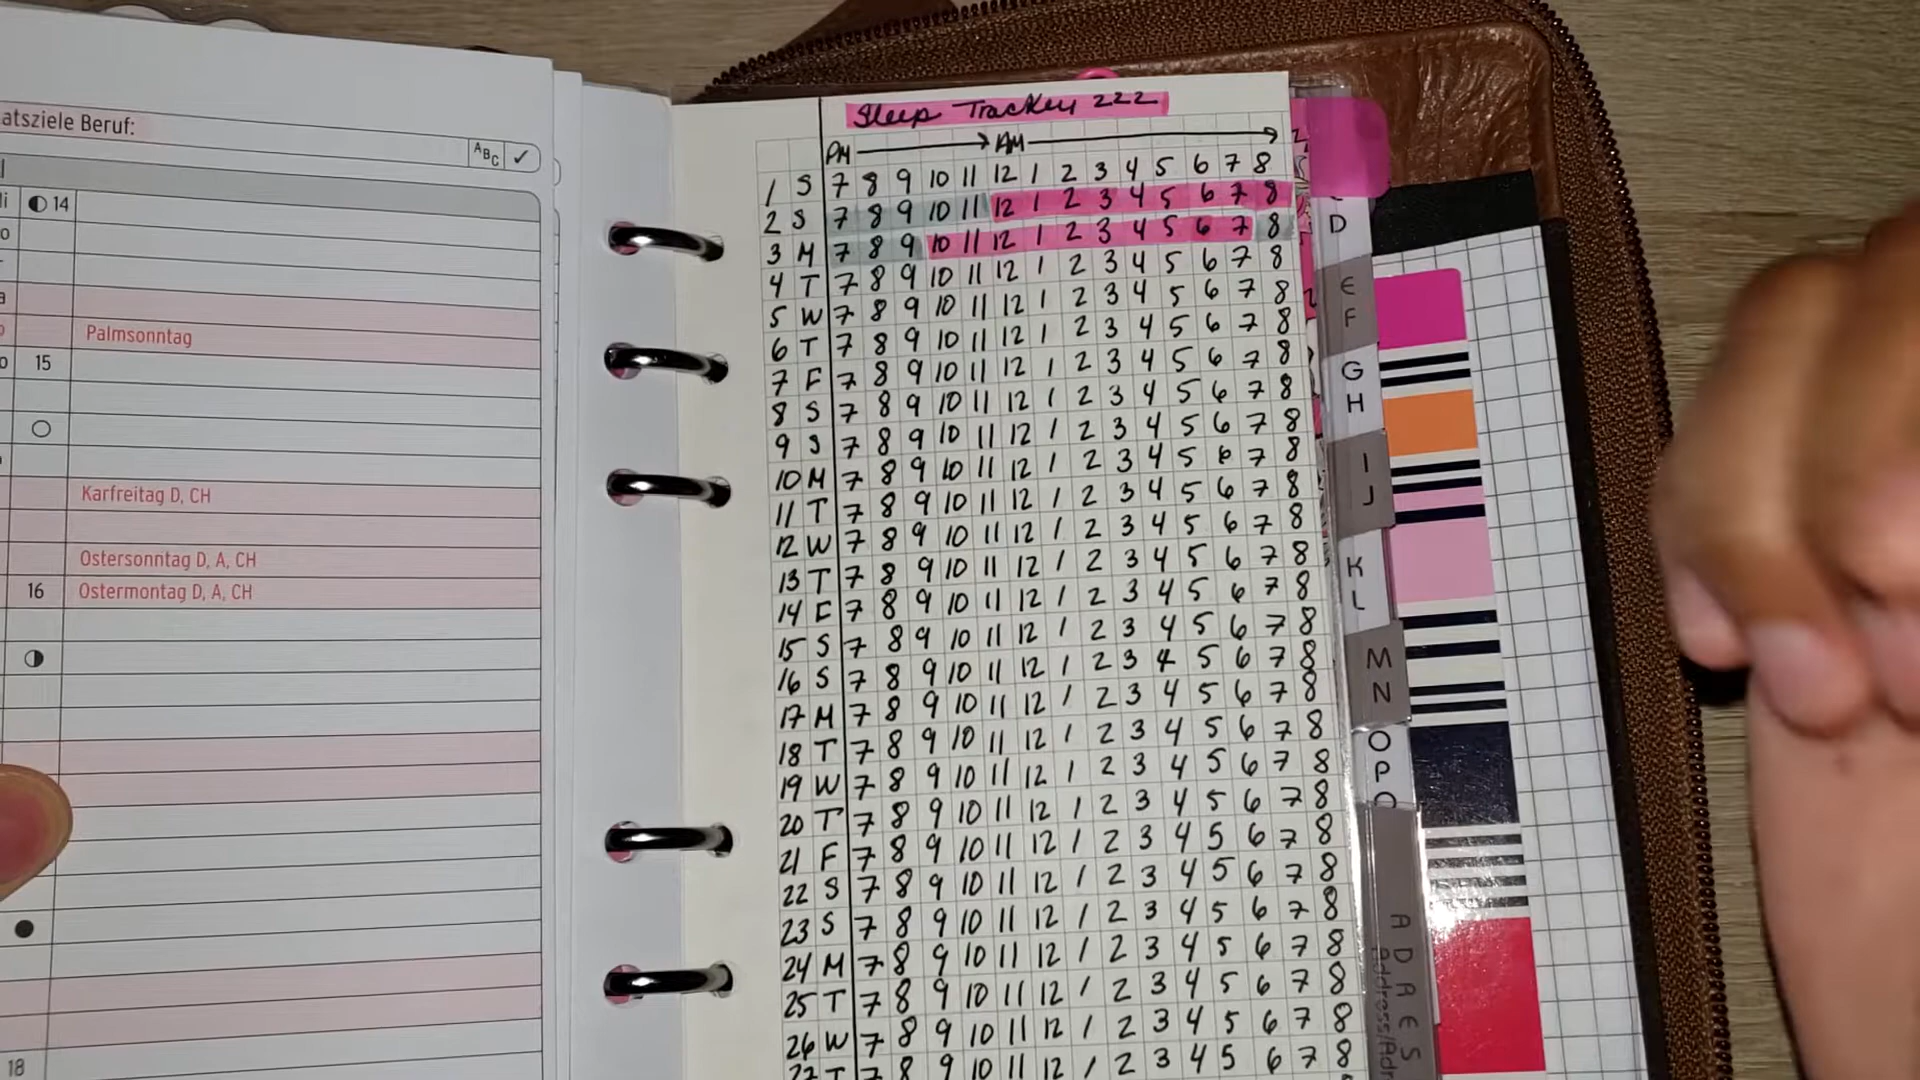 atsziele Beruf:
ABC ✓
14
Palmsonntag
15
Karfreitag D, CH
Ostersonntag D, A, CH
16 Ostermontag D, A, CH
18
Sleep Tracker zzz
PM → AM →
1 S 7 8 9 10 11 12 1 2 3 4 5 6 7 8
2 S 7 8 9 10 11 12 1 2 3 4 5 6 7 8
3 M 7 8 9 10 11 12 1 2 3 4 5 6 7 8
4 T 7 8 9 10 11 12 1 2 3 4 5 6 7 8
5 W 7 8 9 10 11 12 1 2 3 4 5 6 7 8
6 T 7 8 9 10 11 12 1 2 3 4 5 6 7 8
7 F 7 8 9 10 11 12 1 2 3 4 5 6 7 8
8 S 7 8 9 10 11 12 1 2 3 4 5 6 7 8
9 S 7 8 9 10 11 12 1 2 3 4 5 6 7 8
10 M 7 8 9 10 11 12 1 2 3 4 5 6 7 8
11 T 7 8 9 10 11 12 1 2 3 4 5 6 7 8
12 W 7 8 9 10 11 12 1 2 3 4 5 6 7 8
13 T 7 8 9 10 11 12 1 2 3 4 5 6 7 8
14 F 7 8 9 10 11 12 1 2 3 4 5 6 7 8
15 S 7 8 9 10 11 12 1 2 3 4 5 6 7 8
16 S 7 8 9 10 11 12 1 2 3 4 5 6 7 8
17 M 7 8 9 10 11 12 1 2 3 4 5 6 7 8
18 T 7 8 9 10 11 12 1 2 3 4 5 6 7 8
19 W 7 8 9 10 11 12 1 2 3 4 5 6 7 8
20 T 7 8 9 10 11 12 1 2 3 4 5 6 7 8
21 F 7 8 9 10 11 12 1 2 3 4 5 6 7 8
22 S 7 8 9 10 11 12 1 2 3 4 5 6 7 8
23 S 7 8 9 10 11 12 1 2 3 4 5 6 7 8
24 M 7 8 9 10 11 12 1 2 3 4 5 6 7 8
25 T 7 8 9 10 11 12 1 2 3 4 5 6 7 8
26 W 7 8 9 10 11 12 1 2 3 4 5 6 7 8
27 T 7 8 9 10 11 12 1 2 3 4 5 6 7 8
D
E
F
G
H
I
J
K
L
M
N
O
P
ADRES
Address/Adr